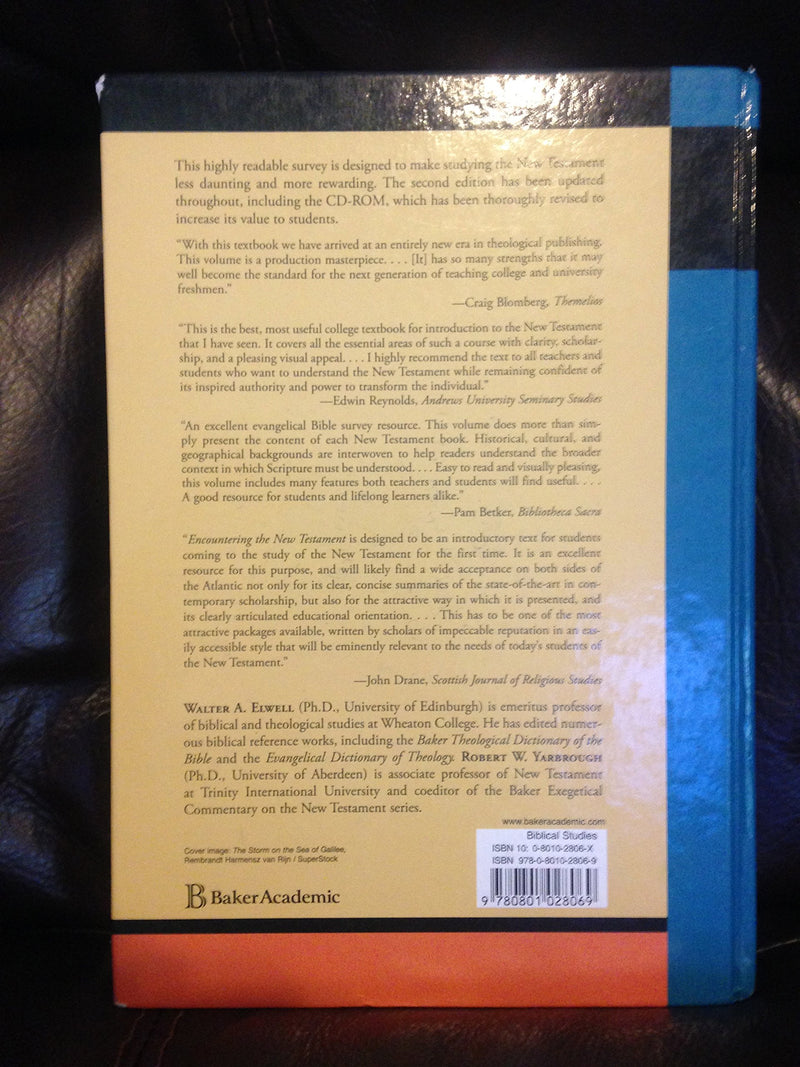 This highly readable survey is designed to make studying the New Testament
less daunting and more rewarding. The second edition has been updated
throughout, including the CD-ROM, which has been thoroughly revised to
increase its value to students.
“With this textbook we have arrived at an entirely new era in theological publishing.
This volume is a production masterpiece. . . . [It] has so many strengths that it may
well become the standard for the next generation of teaching college and university
freshmen.”
—Craig Blomberg, Themelios
“This is the best, most useful college textbook for introduction to the New Testament
that I have seen. It covers all the essential areas of such a course with clarity, scholar-
ship, and a pleasing visual appeal. . . . I highly recommend the text to all teachers and
students who want to understand the New Testament while remaining confident of
its inspired authority and power to transform the individual.”
—Edwin Reynolds, Andrews University Seminary Studies
“An excellent evangelical Bible survey resource. This volume does more than sim-
ply present the content of each New Testament book. Historical, cultural, and
geographical backgrounds are interwoven to help readers understand the broader
context in which Scripture must be understood. . . . Easy to read and visually pleasing,
this volume includes many features both teachers and students will find useful. . . .
A good resource for students and lifelong learners alike.”
—Pam Betker, Bibliotheca Sacra
“Encountering the New Testament is designed to be an introductory text for students
coming to the study of the New Testament for the first time. It is an excellent
resource for this purpose, and will likely find a wide acceptance on both sides of
the Atlantic not only for its clear, concise summaries of the state-of-the-art in con-
temporary scholarship, but also for the attractive way in which it is presented, and
its clearly articulated educational orientation. . . . This has to be one of the most
attractive packages available, written by scholars of impeccable reputation in an eas-
ily accessible style that will be eminently relevant to the needs of today’s students of
the New Testament.”
—John Drane, Scottish Journal of Religious Studies
WALTER A. ELWELL (Ph.D., University of Edinburgh) is emeritus professor
of biblical and theological studies at Wheaton College. He has edited numer-
ous biblical reference works, including the Baker Theological Dictionary of the
Bible and the Evangelical Dictionary of Theology. ROBERT W. YARBROUGH
(Ph.D., University of Aberdeen) is associate professor of New Testament
at Trinity International University and coeditor of the Baker Exegetical
Commentary on the New Testament series.
www.bakeracademic.com
Biblical Studies
ISBN 10: 0-8010-2806-X
ISBN 978-0-8010-2806-9
9 780801 028069
Cover image: The Storm on the Sea of Galilee,
Rembrandt Harmensz van Rijn / SuperStock
B BakerAcademic